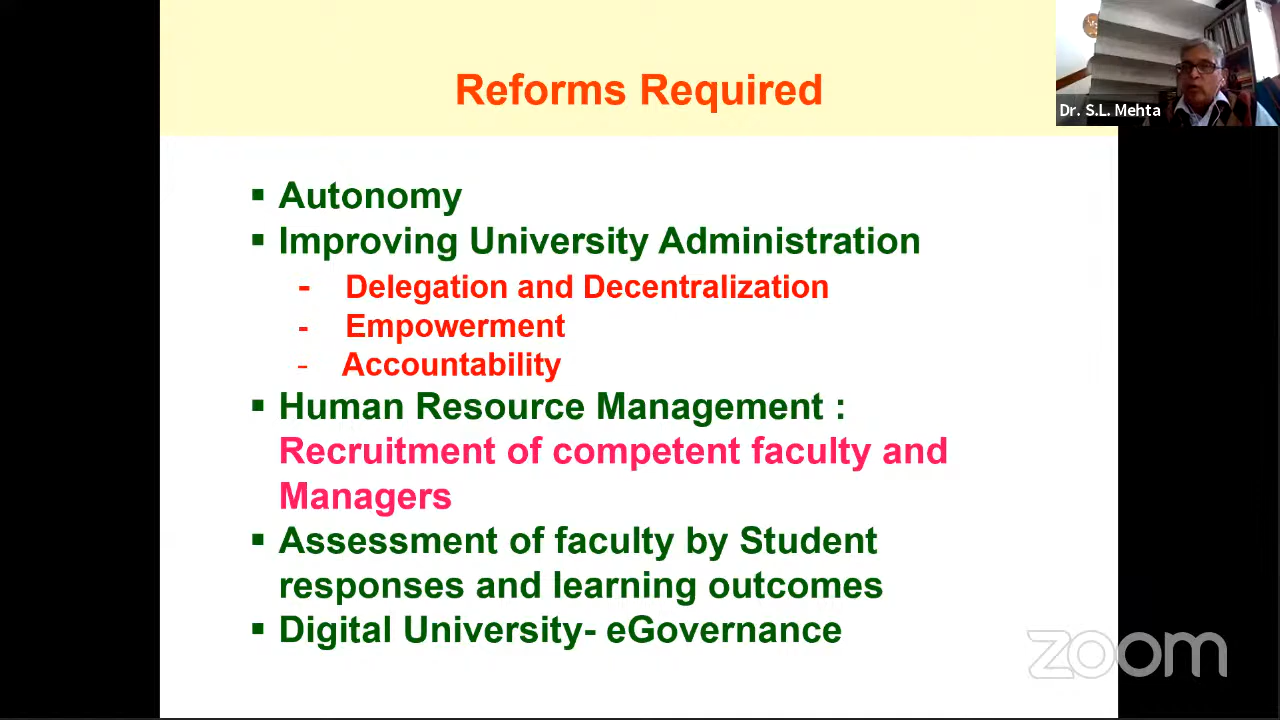 Reforms Required
Dr. S.L. Mehta
▪ Autonomy
▪ Improving University Administration
- Delegation and Decentralization
- Empowerment
- Accountability
▪ Human Resource Management :
Recruitment of competent faculty and
Managers
▪ Assessment of faculty by Student
responses and learning outcomes
▪ Digital University- eGovernance
zoom